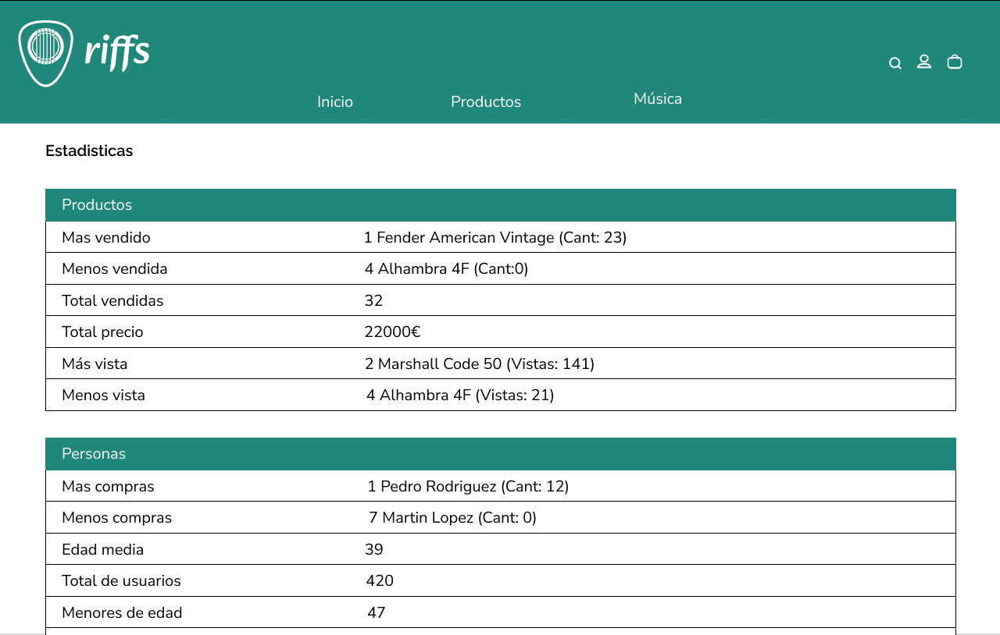 riffs
Inicio Productos Música
Estadisticas
Productos
Mas vendido 1 Fender American Vintage (Cant: 23)
Menos vendida 4 Alhambra 4F (Cant:0)
Total vendidas 32
Total precio 22000€
Más vista 2 Marshall Code 50 (Vistas: 141)
Menos vista 4 Alhambra 4F (Vistas: 21)
Personas
Mas compras 1 Pedro Rodriguez (Cant: 12)
Menos compras 7 Martin Lopez (Cant: 0)
Edad media 39
Total de usuarios 420
Menores de edad 47